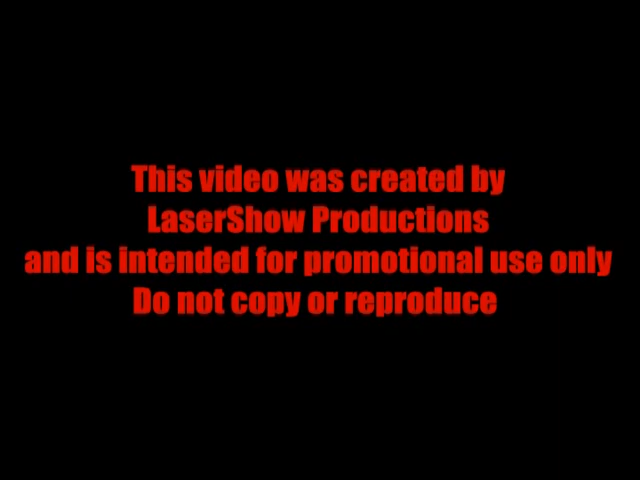 This video was created by
LaserShow Productions
and is intended for promotional use only
Do not copy or reproduce